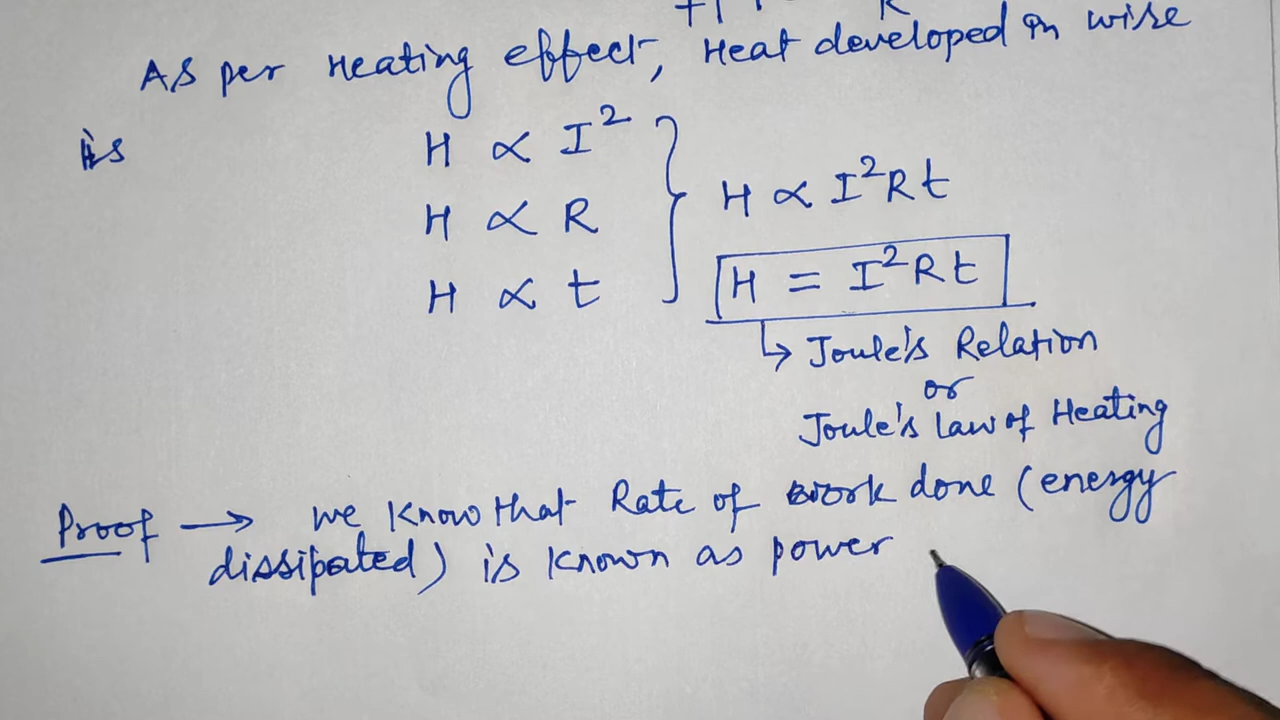 As per Heating effect, Heat developed in wire
is
H ∝ I²
H ∝ R
H ∝ t
H ∝ I²Rt
H = I²Rt
↳ Joule's Relation
or
Joule's Law of Heating
Proof → we know that Rate of work done (energy
dissipated) is known as power